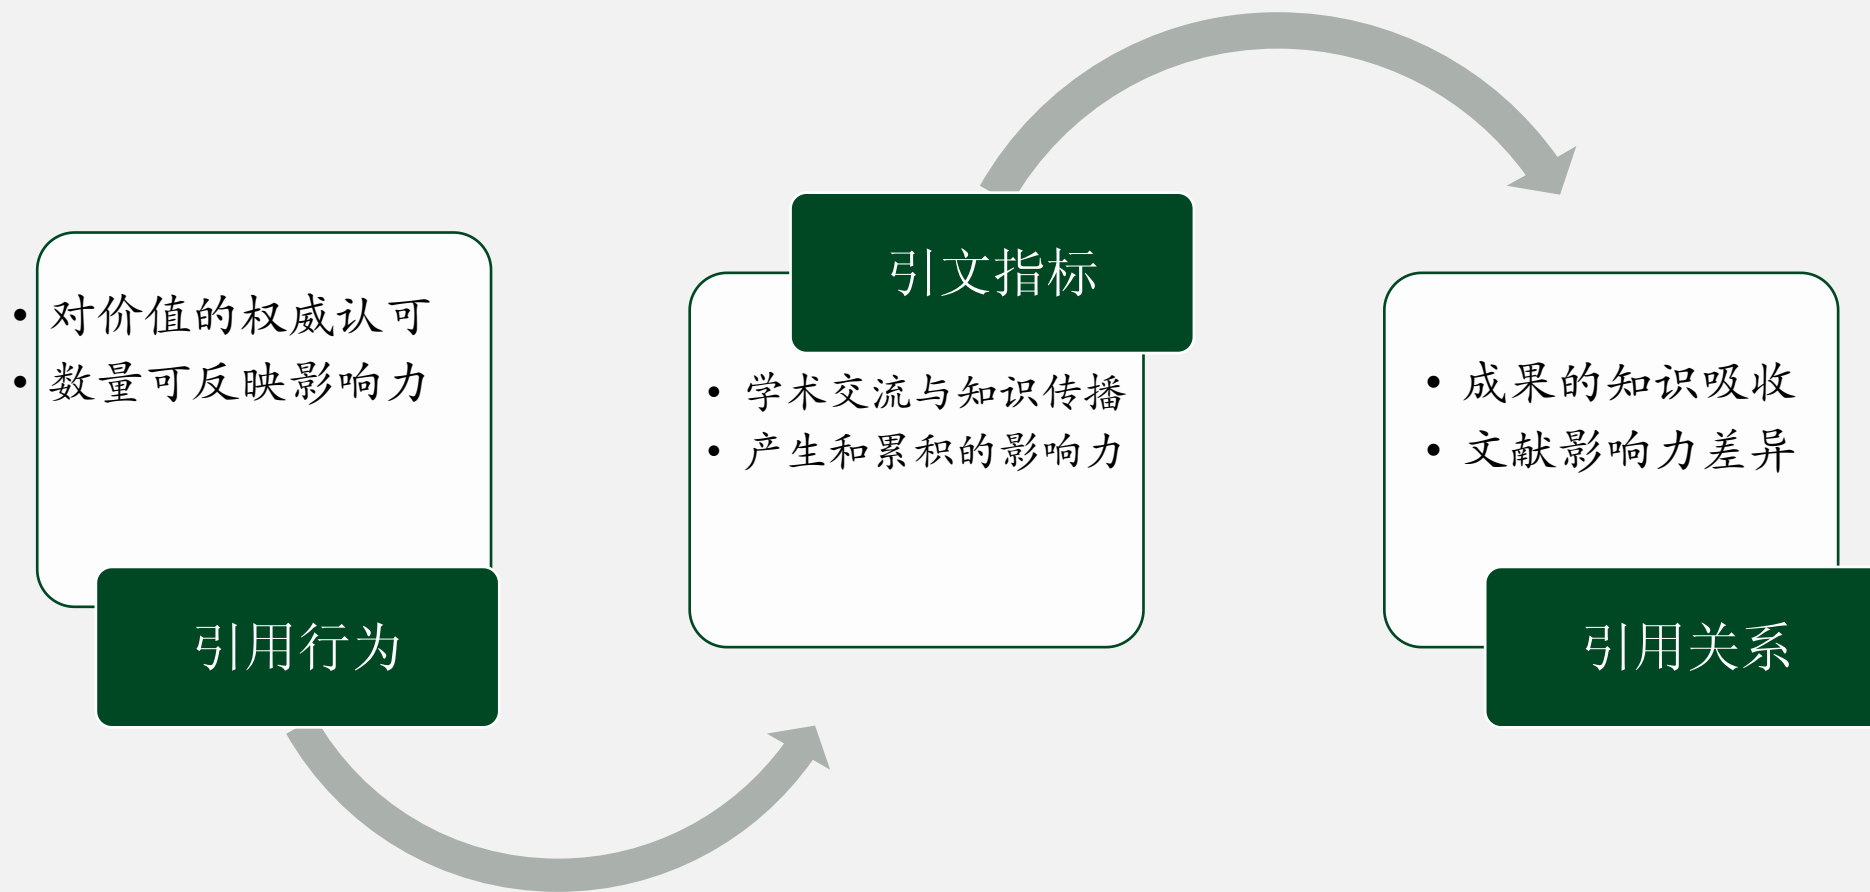 • 对价值的权威认可
• 数量可反映影响力
引用行为
引文指标
• 学术交流与知识传播
• 产生和累积的影响力
• 成果的知识吸收
• 文献影响力差异
引用关系